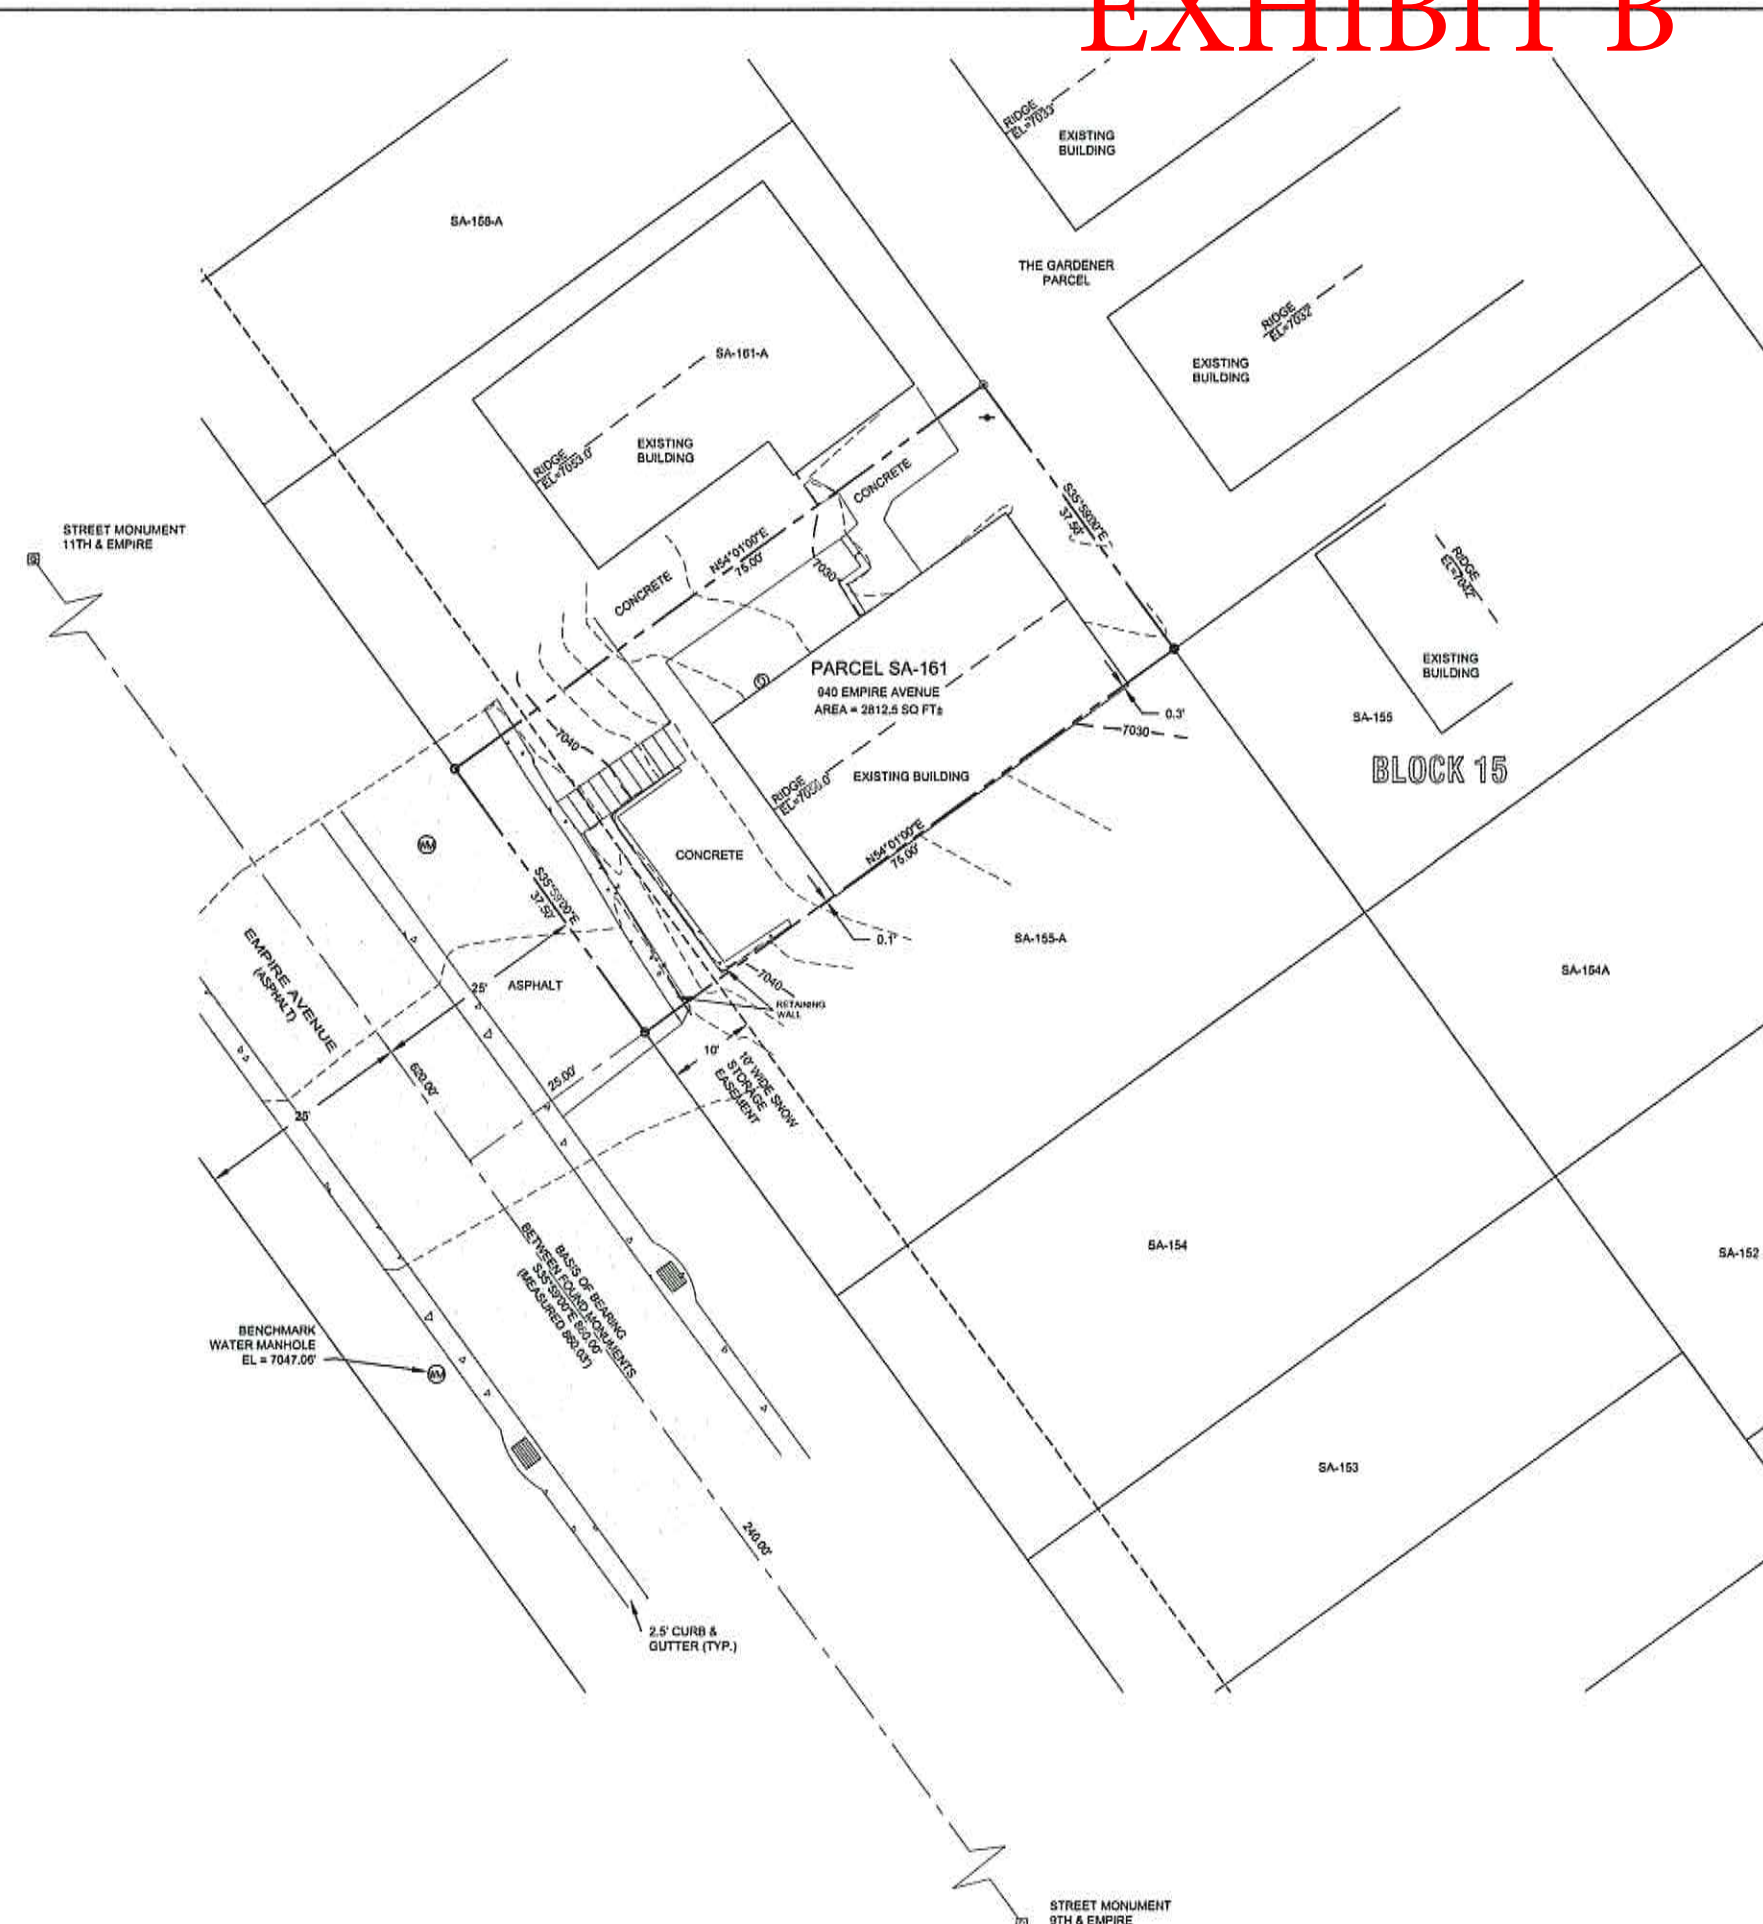 EXHIBIT B
RIDGE
EL=7033'
EXISTING
BUILDING
SA-158-A
THE GARDENER
PARCEL
RIDGE
EL=7032'
EXISTING
BUILDING
SA-161-A
RIDGE
EL=7053.0'
EXISTING
BUILDING
CONCRETE
S35°59'00"E
37.50'
STREET MONUMENT
11TH & EMPIRE
N54°01'00"E
75.00'
7030
CONCRETE
RIDGE
EL=7042'
EXISTING
BUILDING
PARCEL SA-161
940 EMPIRE AVENUE
AREA = 2812.5 SQ FT±
0.3'
7030
SA-155
BLOCK 15
7040
RIDGE
EXISTING BUILDING
N54°01'00"E
75.00'
CONCRETE
WM
S35°59'00"E
37.50'
0.1'
SA-155-A
SA-154A
EMPIRE AVENUE
(ASPHALT)
25'
ASPHALT
7040
RETAINING
WALL
10'
10' WIDE SNOW
STORAGE
EASEMENT
620.00'
25.00'
25'
BASIS OF BEARING
BETWEEN FOUND MONUMENTS
S35°59'00"E 860.00'
(MEASURED 860.03')
SA-154
SA-152
BENCHMARK
WATER MANHOLE
EL = 7047.06'
WM
SA-153
240.00'
2.5' CURB &
GUTTER (TYP.)
STREET MONUMENT
9TH & EMPIRE